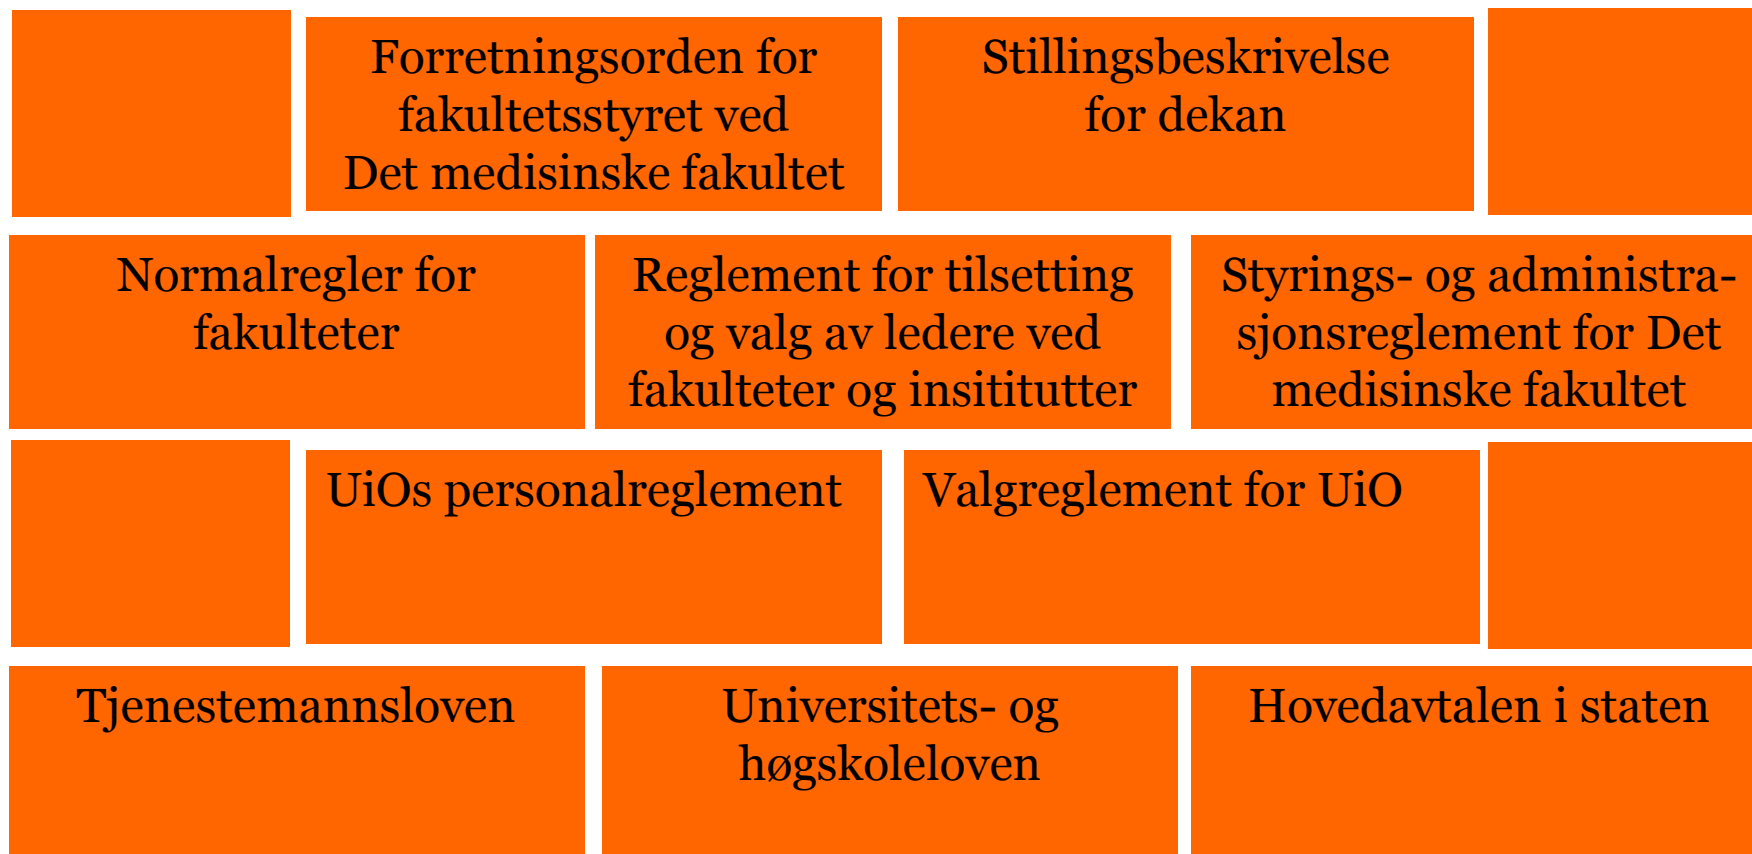 Forretningsorden for
fakultetsstyret ved
Det medisinske fakultet
Stillingsbeskrivelse
for dekan
Normalregler for
fakulteter
Reglement for tilsetting
og valg av ledere ved
fakulteter og insititutter
Styrings- og administra-
sjonsreglement for Det
medisinske fakultet
UiOs personalreglement
Valgreglement for UiO
Tjenestemannsloven
Universitets- og
høgskoleloven
Hovedavtalen i staten